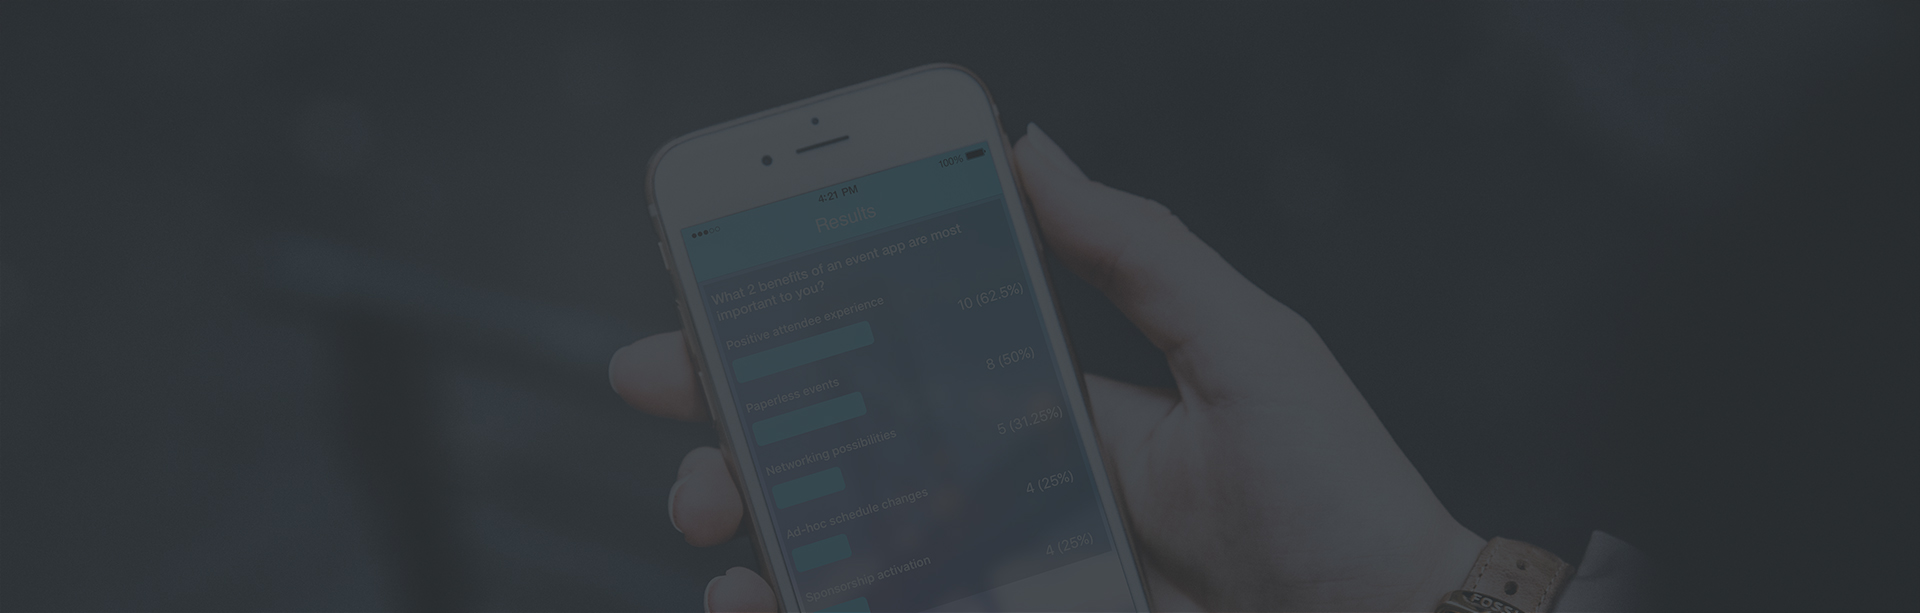 100%
4:21 PM
Results
What 2 benefits of an event app are most
important to you?
Positive attendee experience
10 (62.5%)
Paperless events
8 (50%)
Networking possibilities
5 (31.25%)
Ad-hoc schedule changes
4 (25%)
Sponsorship activation
4 (25%)
FOSSIL